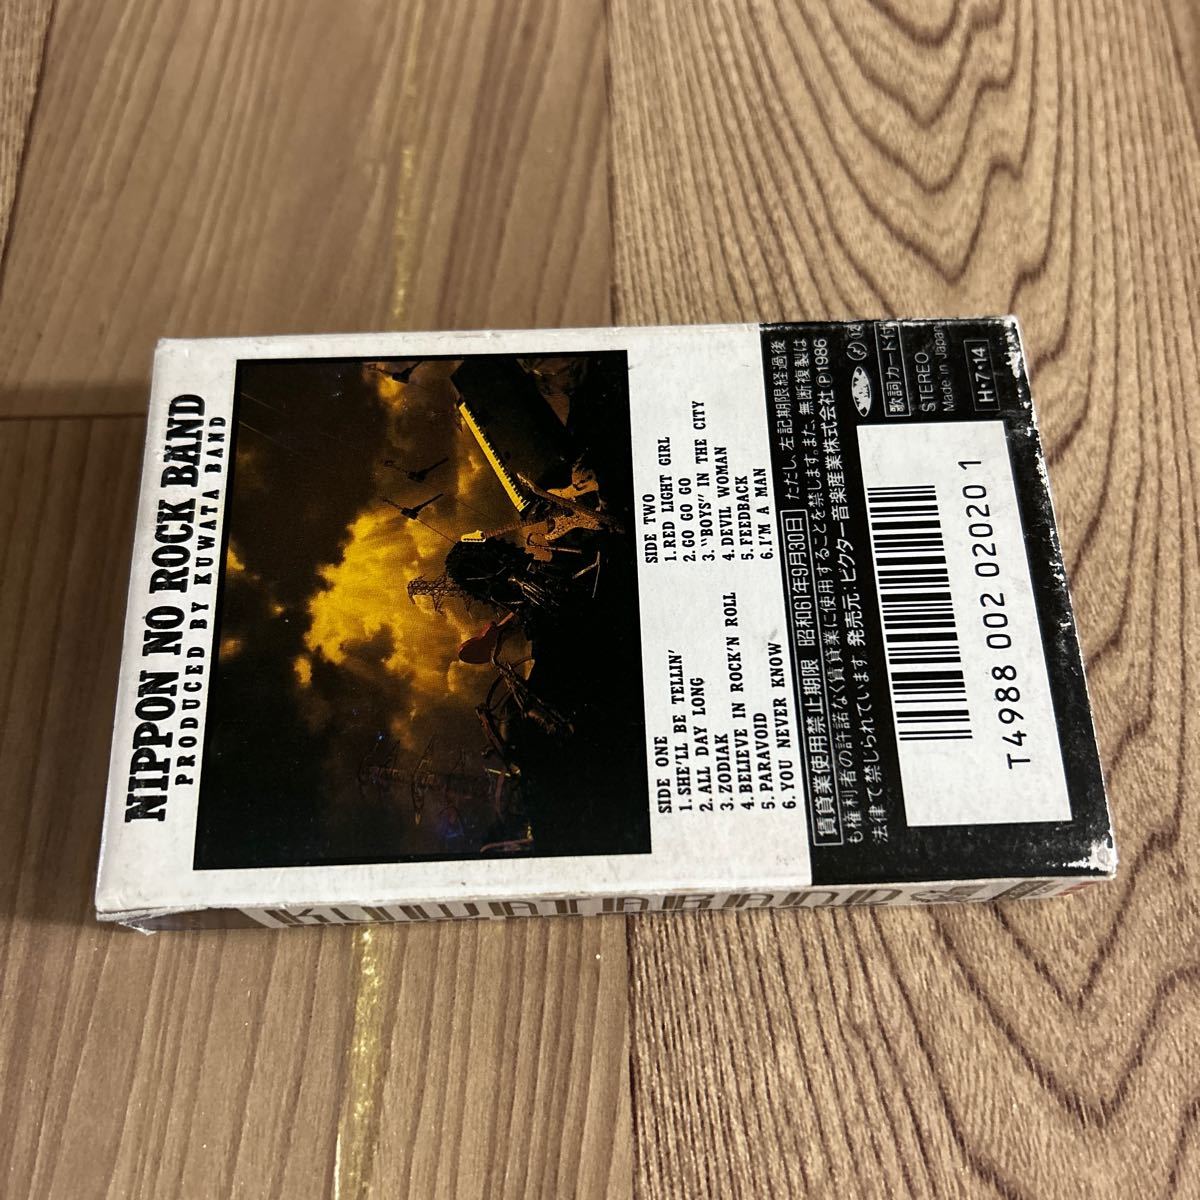 NIPPON NO ROCK BAND
PRODUCED BY KUWATA BAND
SIDE ONE
1. SHE'LL BE TELLIN'
2. ALL DAY LONG
3. ZODIAK
4. BELIEVE IN ROCK'N ROLL
5. PARAVOID
6. YOU NEVER KNOW
SIDE TWO
1. RED LIGHT GIRL
2. GO GO GO
3. "BOYS" IN THE CITY
4. DEVIL WOMAN
5. FEEDBACK
6. I'M A MAN
賃貸業使用禁止期限 昭和61年9月30日 ただし、左記期限経過後
も権利者の許諾なく賃貸業に使用することを禁じます。また、無断複製は
法律で禁じられています。発売元:ビクター音楽産業株式会社 Ⓟ1986
歌詞カード付
STEREO
Made in Japan
H・7・14
T4988 002 020201
KUWATA BAND